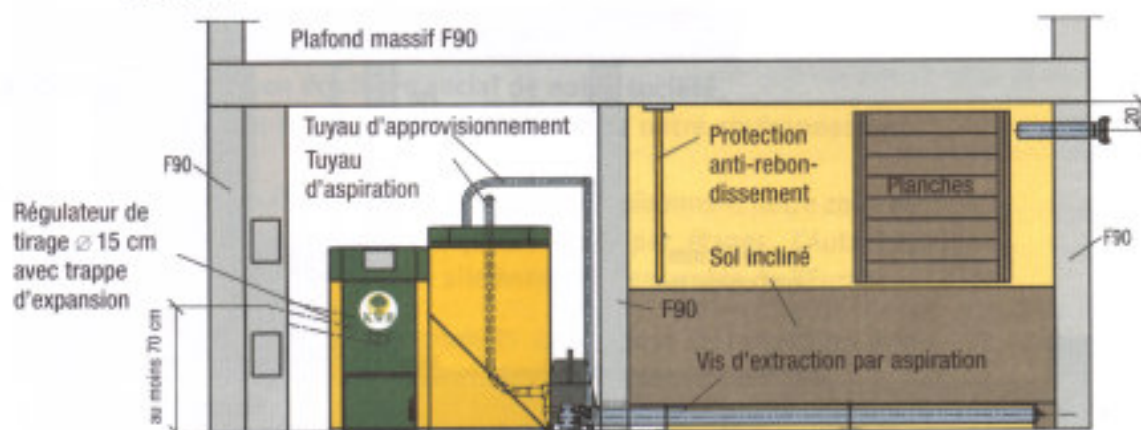 Plafond massif F90
Tuyau d'approvisionnement
Tuyau
d'aspiration
F90
Régulateur de
tirage ⌀ 15 cm
avec trappe
d'expansion
au moins 70 cm
KWB
Protection
anti-rebon-
dissement
Planches
Sol incliné
20
F90
F90
Vis d'extraction par aspiration